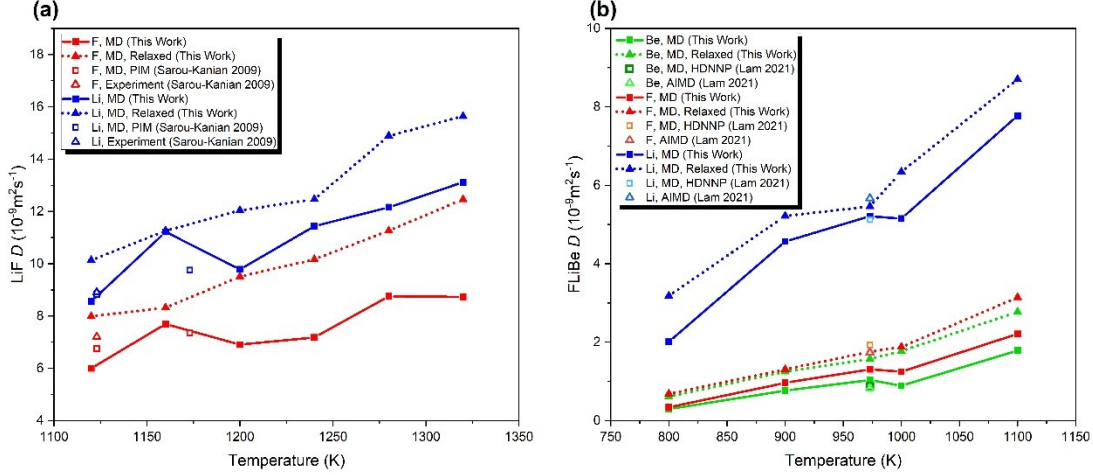 (a)
LiF D (10⁻⁹m²s⁻¹)
18
16
14
12
10
8
6
4
F, MD (This Work)
F, MD, Relaxed (This Work)
F, MD, PIM (Sarou-Kanian 2009)
F, Experiment (Sarou-Kanian 2009)
Li, MD (This Work)
Li, MD, Relaxed (This Work)
Li, MD, PIM (Sarou-Kanian 2009)
Li, Experiment (Sarou-Kanian 2009)
1100 1150 1200 1250 1300 1350
Temperature (K)
(b)
FLiBe D (10⁻⁹m²s⁻¹)
10
8
6
4
2
0
Be, MD (This Work)
Be, MD, Relaxed (This Work)
Be, MD, HDNNP (Lam 2021)
Be, AIMD (Lam 2021)
F, MD (This Work)
F, MD, Relaxed (This Work)
F, MD, HDNNP (Lam 2021)
F, AIMD (Lam 2021)
Li, MD (This Work)
Li, MD, Relaxed (This Work)
Li, MD, HDNNP (Lam 2021)
Li, AIMD (Lam 2021)
750 800 850 900 950 1000 1050 1100 1150
Temperature (K)